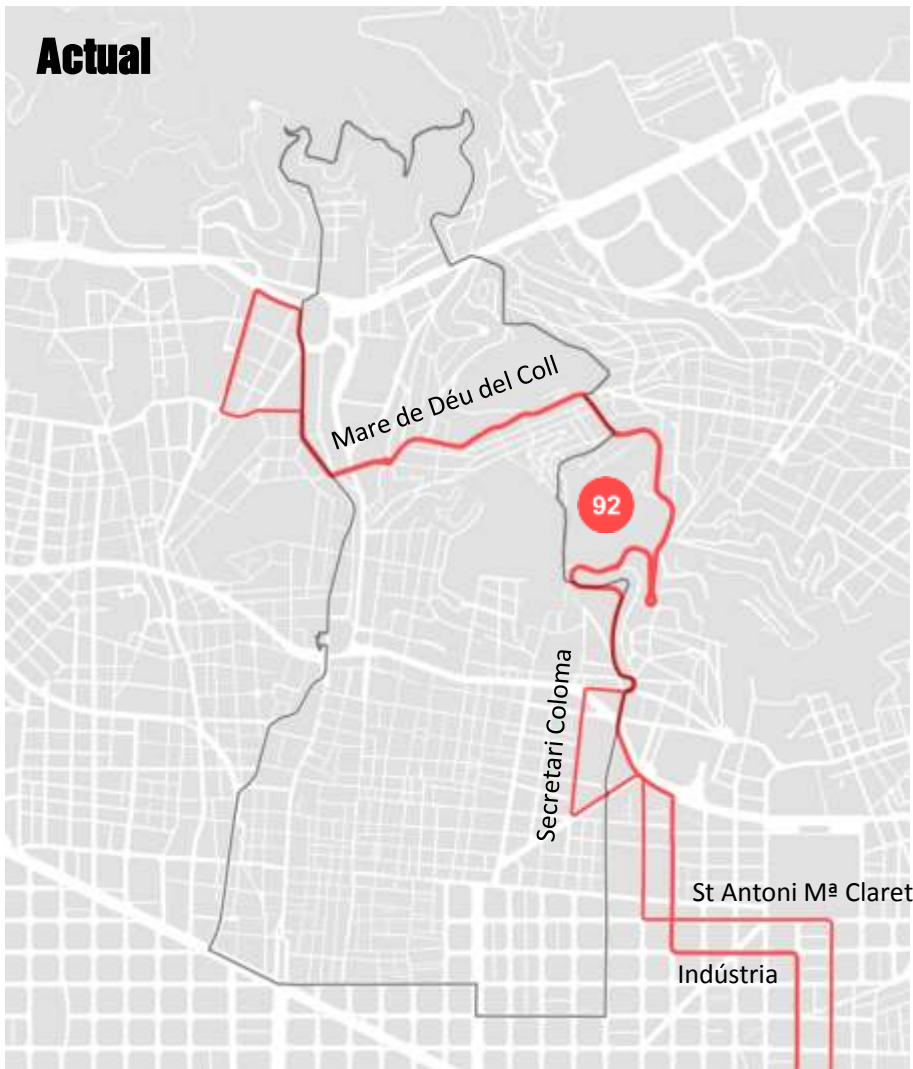 Actual
Mare de Déu del Coll
92
Secretari Coloma
St Antoni Mª Claret
Indústria